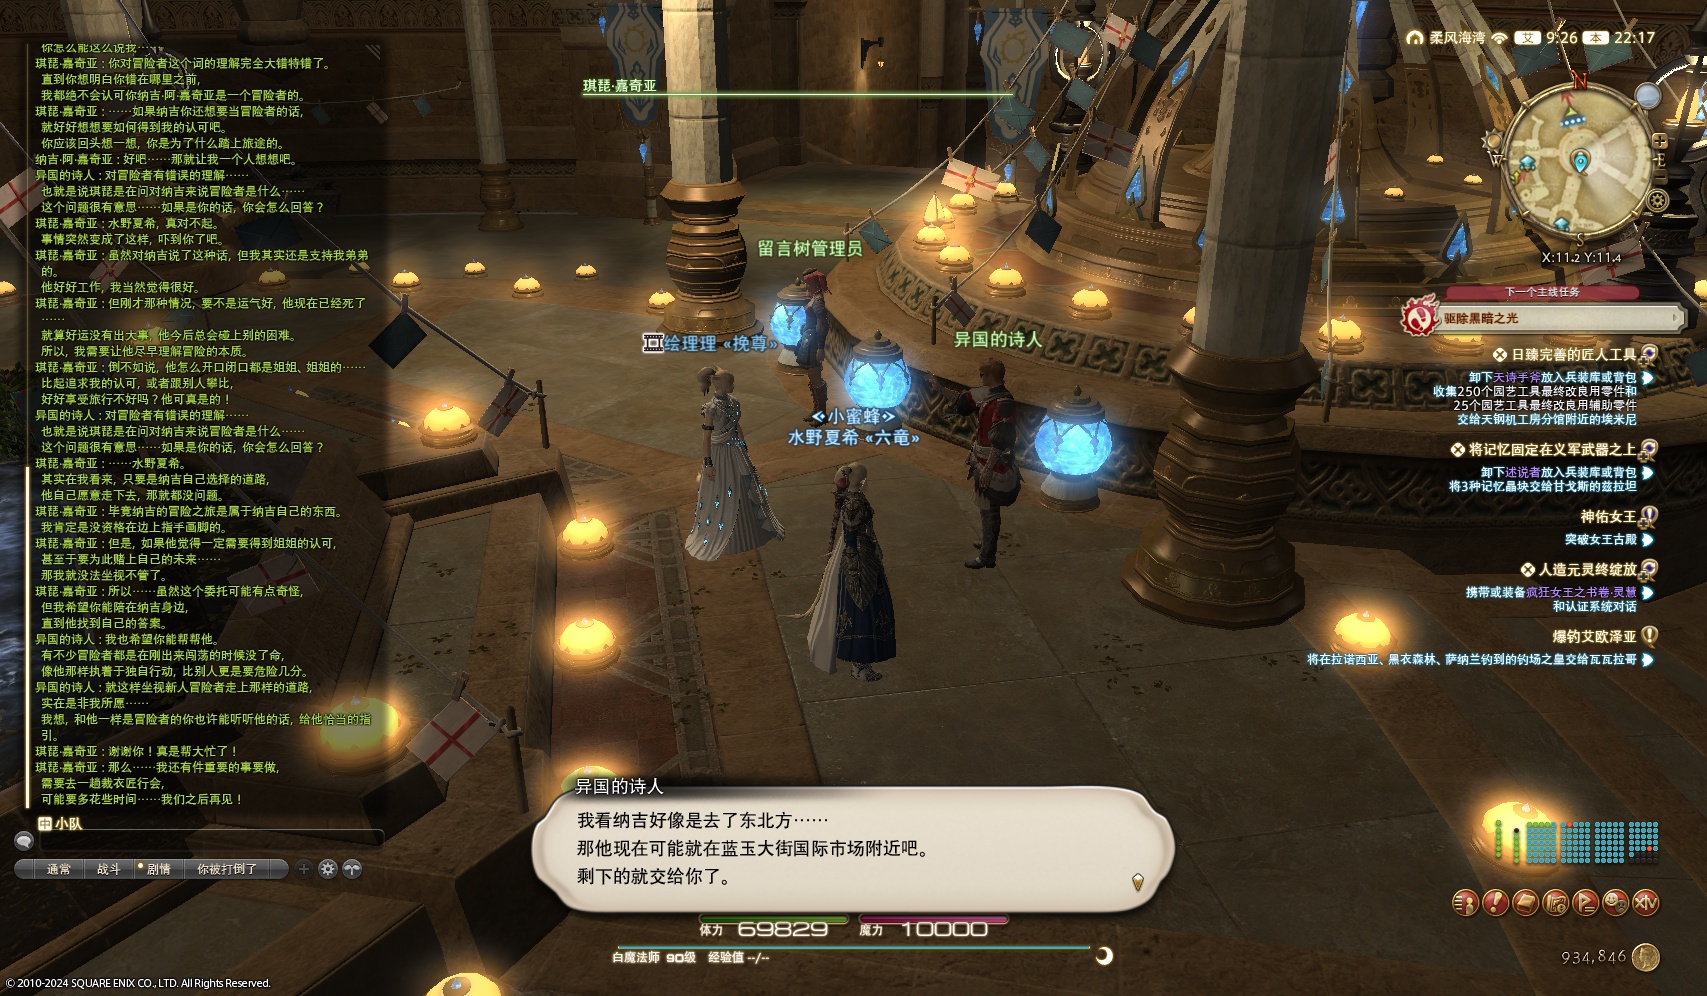 你怎么能这么说我……
琪琵·嘉奇亚：你对冒险者这个词的理解完全大错特错了。
直到你想明白你错在哪里之前，
我都绝不会认可你纳吉·阿·嘉奇亚是一个冒险者的。
琪琵·嘉奇亚：……如果纳吉你还想要当冒险者的话，
就好好想想要如何得到我的认可吧。
你应该回头想一想，你是为了什么踏上旅途的。
纳吉·阿·嘉奇亚：好吧……那就让我一个人想想吧。
异国的诗人：对冒险者有错误的理解……
也就是说琪琵是在问对纳吉来说冒险者是什么……
这个问题很有意思……如果是你的话，你会怎么回答？
琪琵·嘉奇亚：水野夏希，真对不起。
事情突然变成了这样，吓到你了吧。
琪琵·嘉奇亚：虽然对纳吉说了这种话，但我其实还是支持我弟弟
的。
他好好工作，我当然觉得很好。
琪琵·嘉奇亚：但刚才那种情况，要不是运气好，他现在已经死了
……
就算好运没有出大事，他今后总会碰上别的困难。
所以，我需要让他尽早理解冒险的本质。
琪琵·嘉奇亚：倒不如说，他怎么开口闭口都是姐姐、姐姐的……
比起追求我的认可，或者跟别人攀比，
好好享受旅行不好吗？他可真是的！
异国的诗人：对冒险者有错误的理解……
也就是说琪琵是在问对纳吉来说冒险者是什么……
这个问题很有意思……如果是你的话，你会怎么回答？
琪琵·嘉奇亚：……水野夏希。
其实在我看来，只要是纳吉自己选择的道路，
他自己愿意走下去，那就都没问题。
琪琵·嘉奇亚：毕竟纳吉的冒险之旅是属于纳吉自己的东西。
我肯定是没资格在边上指手画脚的。
琪琵·嘉奇亚：但是，如果他觉得一定需要得到姐姐的认可，
甚至于要为此赌上自己的未来……
那我就没法坐视不管了。
琪琵·嘉奇亚：所以……虽然这个委托可能有点奇怪，
但我希望你能陪在纳吉身边，
直到他找到自己的答案。
异国的诗人：我也希望你能帮帮他。
有不少冒险者都是在刚出来闯荡的时候没了命，
像他那样执着于独自行动，比别人更是要危险几分。
异国的诗人：就这样坐视新人冒险者走上那样的道路，
实在是非我所愿……
我想，和他一样是冒险者的你也许能听听他的话，给他恰当的指
引。
琪琵·嘉奇亚：谢谢你！真是帮大忙了！
琪琵·嘉奇亚：那么……我还有件重要的事要做，
需要去一趟裁衣匠行会，
可能要多花些时间……我们之后再见！
小队
通常 战斗 剧情 你被打倒了
琪琵·嘉奇亚
留言树管理员
绘理理 «挽尊»
异国的诗人
小蜜蜂
水野夏希 «六竜»
柔风海湾 艾 9:26 本 22:17
N
W
E
S
X:11.2 Y:11.4
下一个主线任务
驱除黑暗之光
日臻完善的匠人工具
卸下天诗手斧放入兵装库或背包
收集250个园艺工具最终改良用零件和
25个园艺工具最终改良用辅助零件
交给天钢机工房分馆附近的埃米尼
将记忆固定在义军武器之上
卸下述说者放入兵装库或背包
将3种记忆晶块交给甘戈斯的兹拉坦
神佑女王
突破女王古殿
人造元灵终绽放
携带或装备疯狂女王之书卷·灵慧
和认证系统对话
爆钓艾欧泽亚
将在拉诺西亚、黑衣森林、萨纳兰钓到的钓场之皇交给瓦瓦拉哥
异国的诗人
我看纳吉好像是去了东北方……
那他现在可能就在蓝玉大街国际市场附近吧。
剩下的就交给你了。
体力 69829 魔力 10000
白魔法师 90级 经验值 --/--
XIV
934,846
© 2010-2024 SQUARE ENIX CO., LTD. All Rights Reserved.